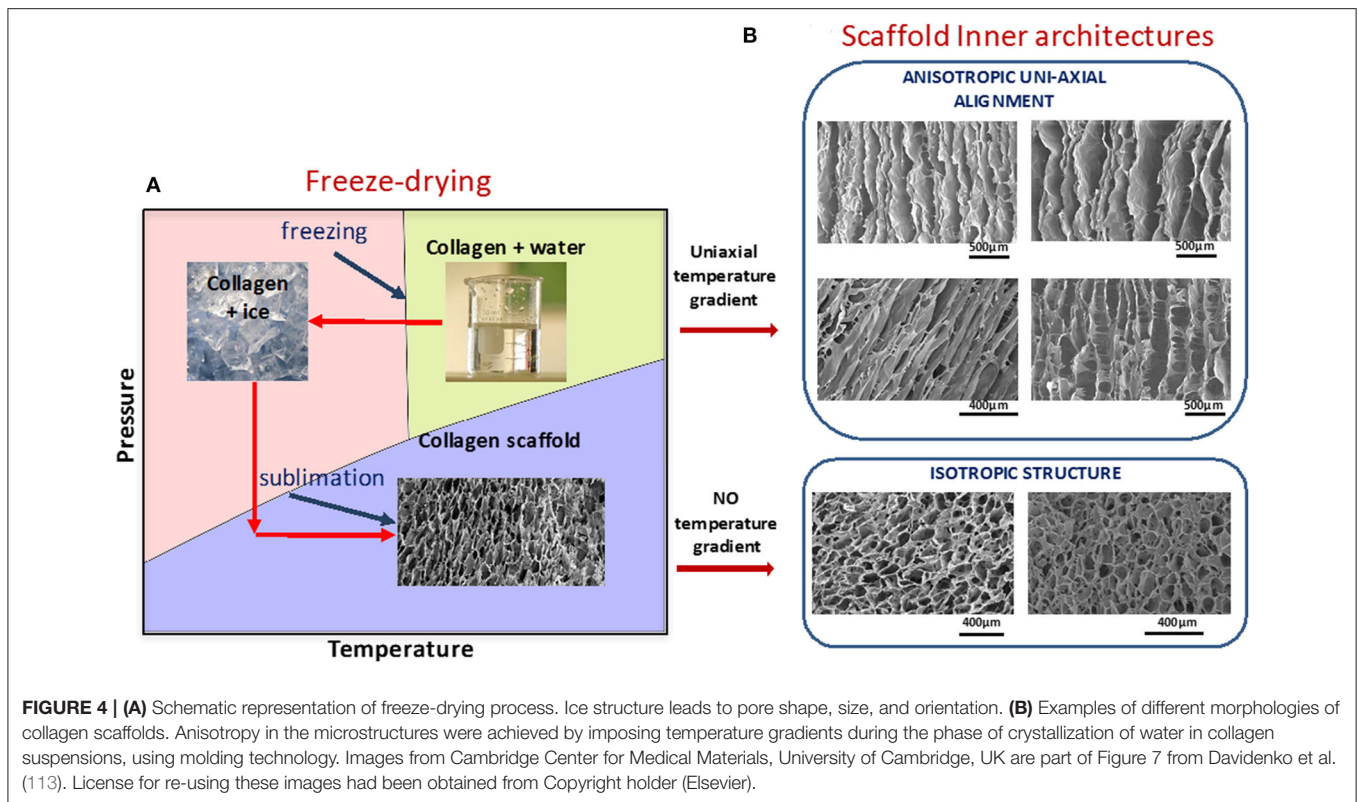 A
Freeze-drying
freezing
Collagen + water
Collagen
+ ice
Collagen scaffold
sublimation
Pressure
Temperature
Uniaxial
temperature
gradient
NO
temperature
gradient
B
Scaffold Inner architectures
ANISOTROPIC UNI-AXIAL
ALIGNMENT
500µm
500µm
400µm
500µm
ISOTROPIC STRUCTURE
400µm
400µm
FIGURE 4 | (A) Schematic representation of freeze-drying process. Ice structure leads to pore shape, size, and orientation. (B) Examples of different morphologies of
collagen scaffolds. Anisotropy in the microstructures were achieved by imposing temperature gradients during the phase of crystallization of water in collagen
suspensions, using molding technology. Images from Cambridge Center for Medical Materials, University of Cambridge, UK are part of Figure 7 from Davidenko et al.
(113). License for re-using these images had been obtained from Copyright holder (Elsevier).